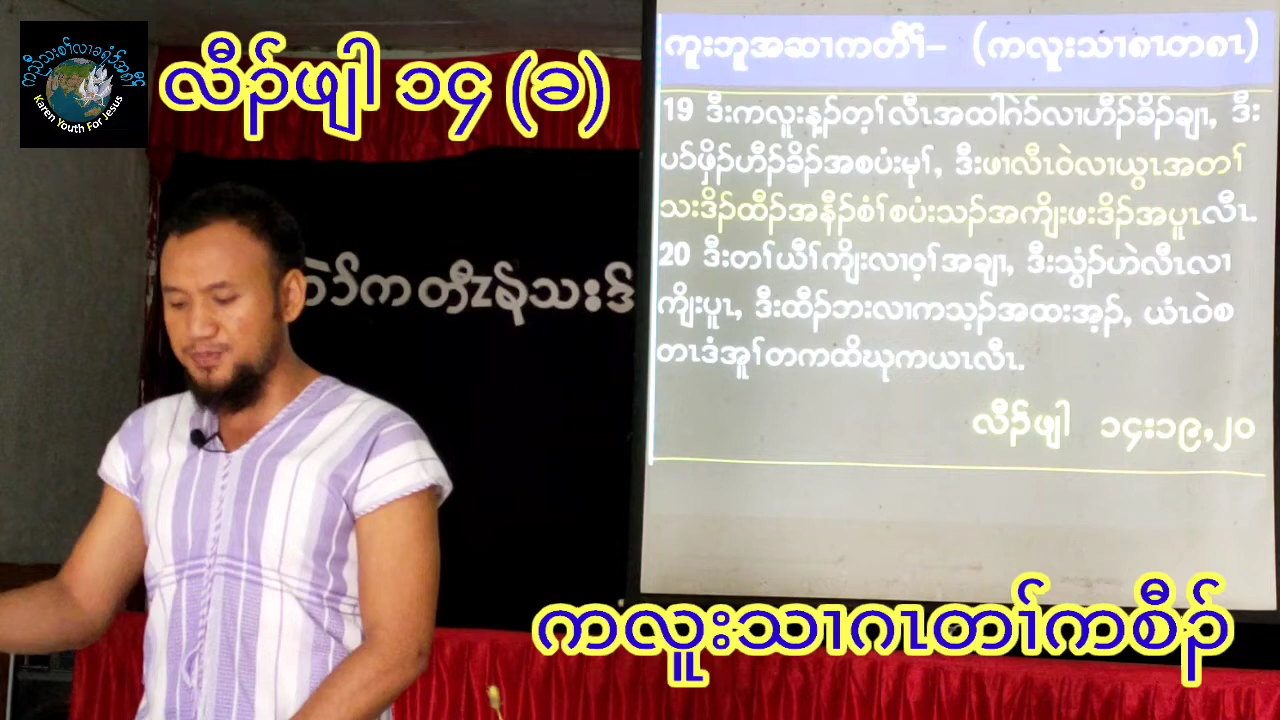 Karen Youth For Jesus
လီၣ်ဖျါ ၁၄ (ခ)
ကူးဘူအဆၢကတီၢ်– (ကလူးသၢ၈ၤတ၈ၤ)
19 ဒီးကလူးန့ၣ်တ့ၢ်လီၤအထါဂဲၥ်လၢဟီၣ်ခိၣ်ချၢ, ဒီး
ပၥ်ဖှိၣ်ဟီၣ်ခိၣ်အစပံးမုၢ်, ဒီးဖၢလီၤဝဲလၢယွၤအတၢ်
သးဒိၣ်ထီၣ်အနီၣ်စံၢ်စပံးသၣ်အကျိးဖးဒိၣ်အပူၤလီၤ.
20 ဒီးတၢ်ယီၢ်ကျိးလၢဝ့ၢ်အချၢ, ဒီးသွံၣ်ဟဲလီၤလၢ
ကျိးပူၤ, ဒီးထီၣ်ဘးလၢကသ့ၣ်အထးအ့ၣ်, ယံၤဝဲစ
တၤဒံအူၢ်တကထိဃုကယၤလီၤ.
လီၣ်ဖျါ ၁၄:၁၉,၂၀
ကလူးသၢဂၤတၢ်ကစီၣ်